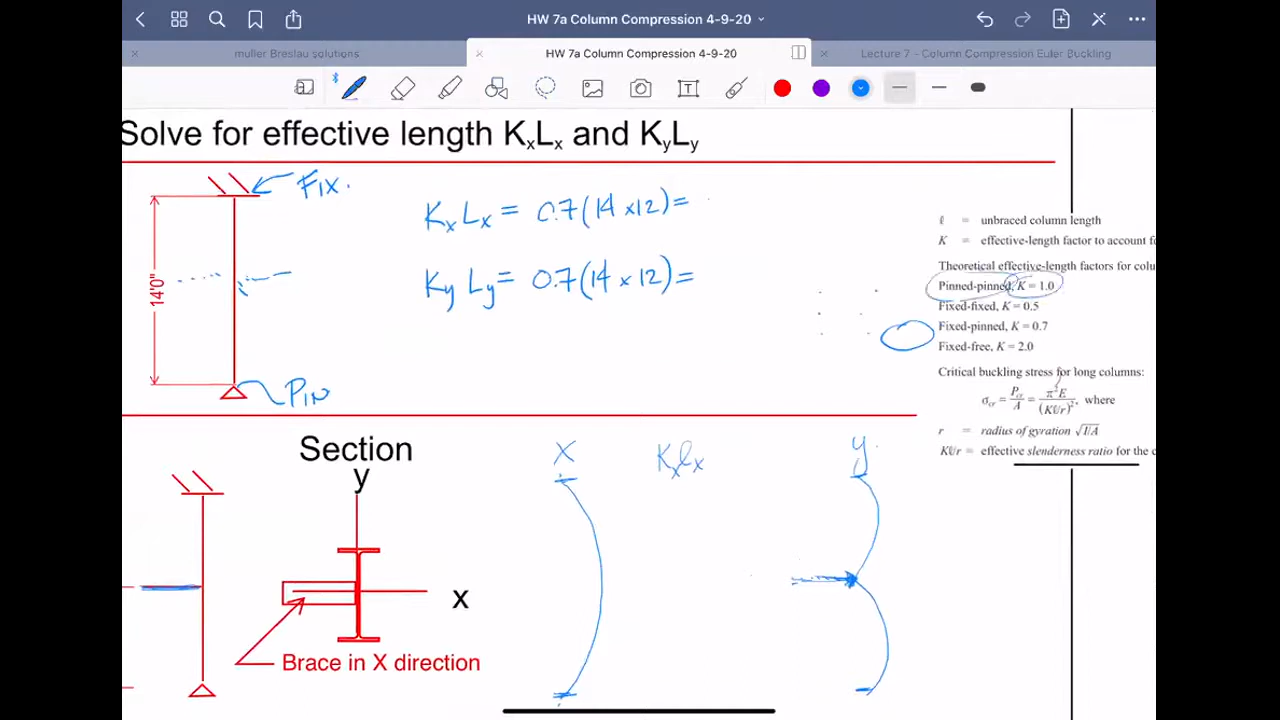 HW 7a Column Compression 4-9-20
muller Breslau solutions
HW 7a Column Compression 4-9-20
Lecture 7 - Column Compression Euler Buckling
Solve for effective length KxLx and KyLy
Fix.
14'0"
Pin
KxLx = 0.7(14 x12)=
Ky Ly = 0.7(14 x 12)=
ℓ = unbraced column length
K = effective-length factor to account for
Theoretical effective-length factors for colu
Pinned-pinned, K = 1.0
Fixed-fixed, K = 0.5
Fixed-pinned, K = 0.7
Fixed-free, K = 2.0
Critical buckling stress for long columns:
σcr = Pcr/A = π²E/(Kℓ/r)², where
r = radius of gyration √I/A
Kℓ/r = effective slenderness ratio for the c
Section
y
x
Brace in X direction
X
Kxlx
y